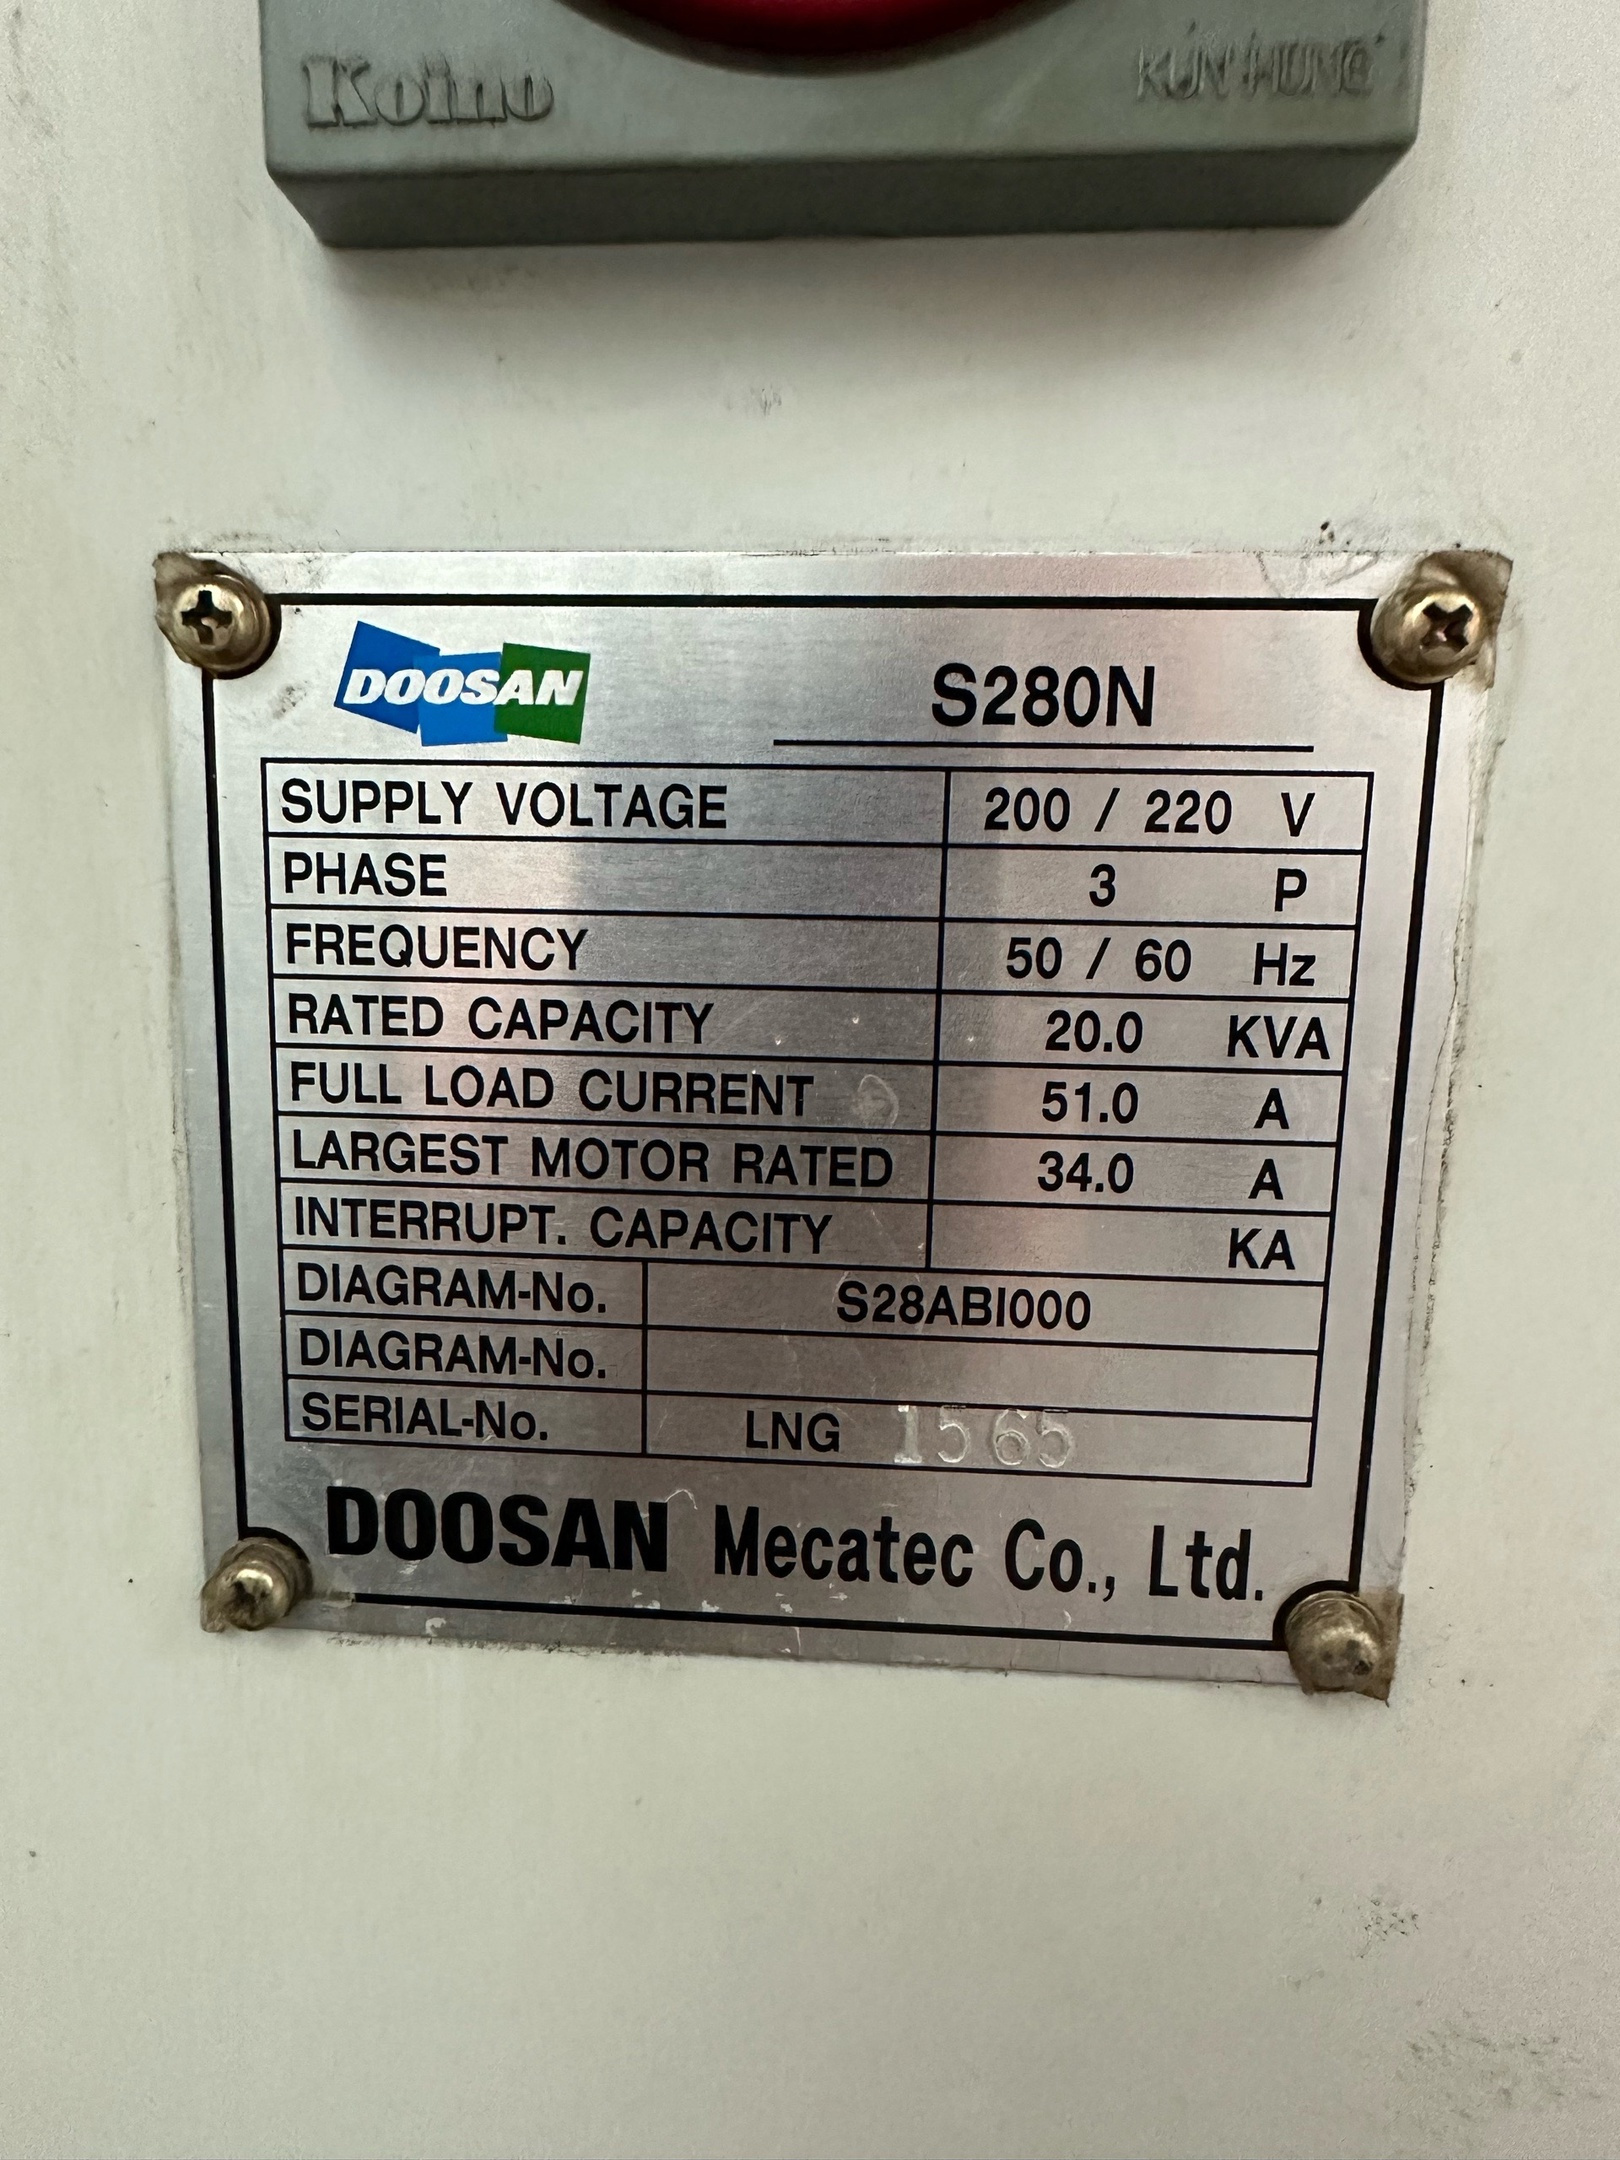 Koino KUN HUNG
DOOSAN S280N
SUPPLY VOLTAGE 200 / 220 V
PHASE 3 P
FREQUENCY 50 / 60 Hz
RATED CAPACITY 20.0 KVA
FULL LOAD CURRENT 51.0 A
LARGEST MOTOR RATED 34.0 A
INTERRUPT. CAPACITY KA
DIAGRAM-No. S28ABI000
DIAGRAM-No.
SERIAL-No. LNG 1565
DOOSAN Mecatec Co., Ltd.